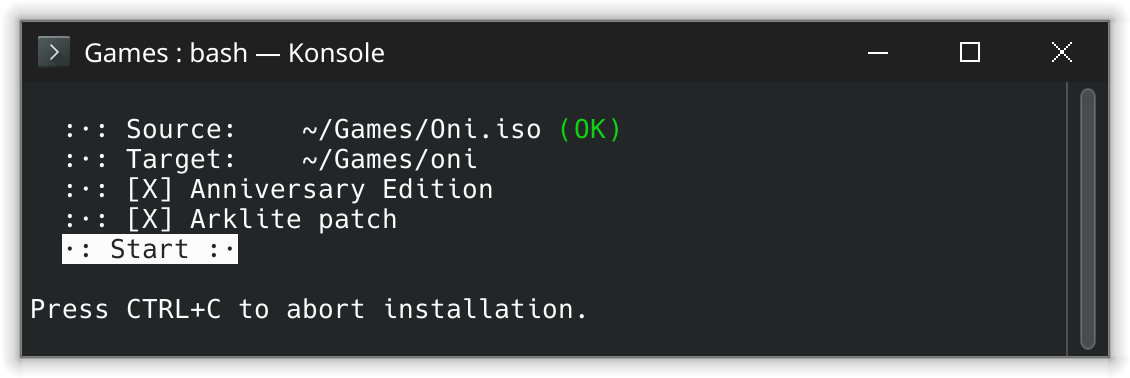 Games : bash — Konsole
:·: Source:    ~/Games/Oni.iso (OK)
:·: Target:    ~/Games/oni
:·: [X] Anniversary Edition
:·: [X] Arklite patch
·: Start :·
Press CTRL+C to abort installation.